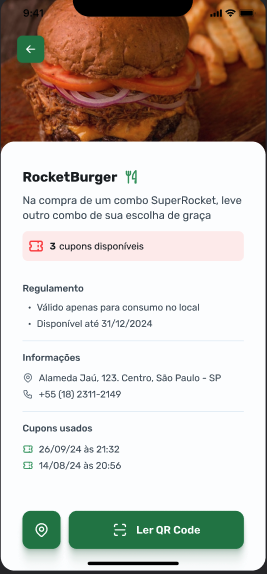 9:41
RocketBurger
Na compra de um combo SuperRocket, leve
outro combo de sua escolha de graça
3 cupons disponíveis
Regulamento
• Válido apenas para consumo no local
• Disponível até 31/12/2024
Informações
Alameda Jaú, 123. Centro, São Paulo - SP
+55 (18) 2311-2149
Cupons usados
26/09/24 às 21:32
14/08/24 às 20:56
Ler QR Code